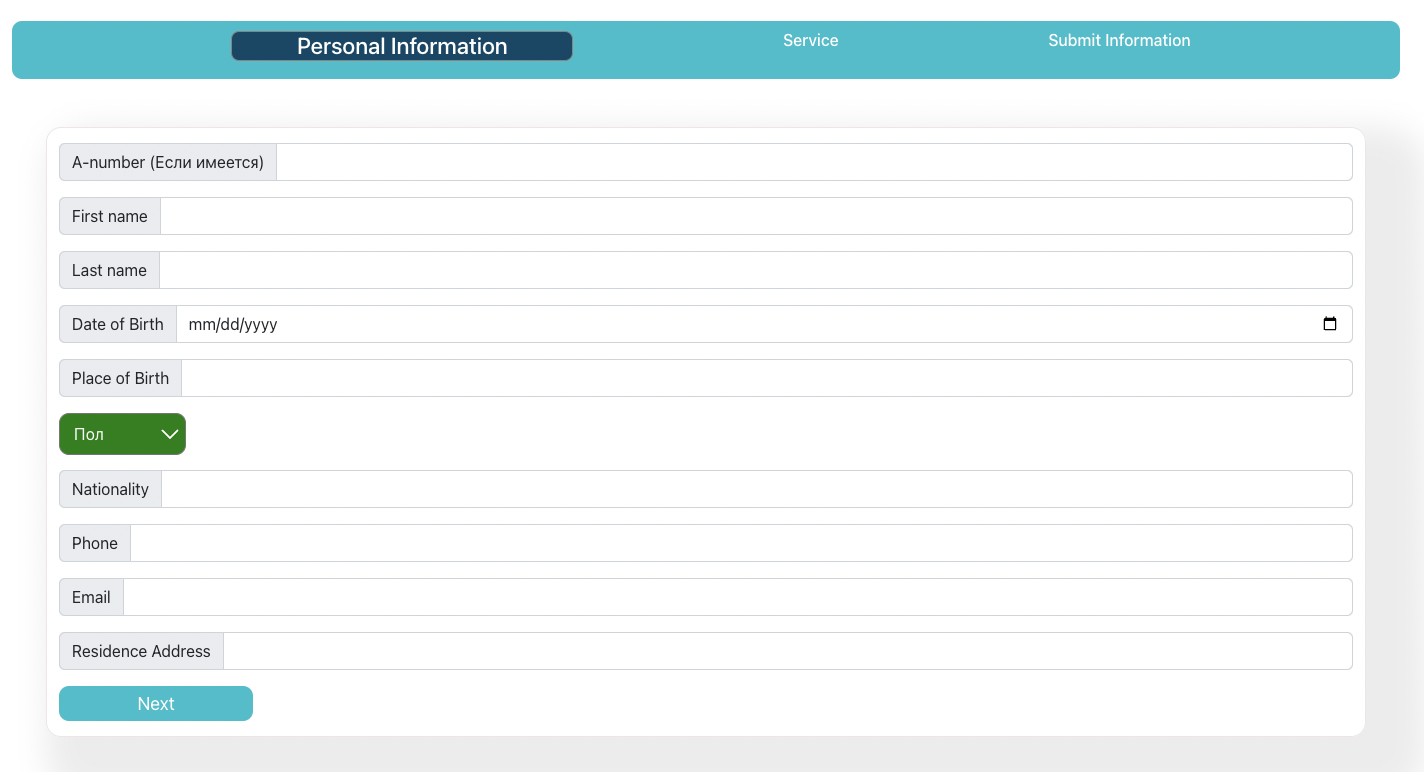 Personal Information
Service
Submit Information
A-number (Если имеется)
First name
Last name
Date of Birth
mm/dd/yyyy
Place of Birth
Пол
Nationality
Phone
Email
Residence Address
Next